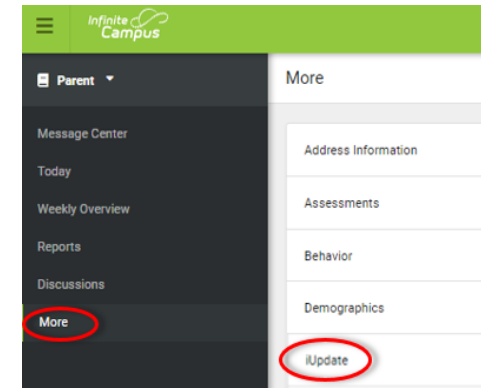 Infinite
Campus
Parent
Message Center
Today
Weekly Overview
Reports
Discussions
More
More
Address Information
Assessments
Behavior
Demographics
iUpdate